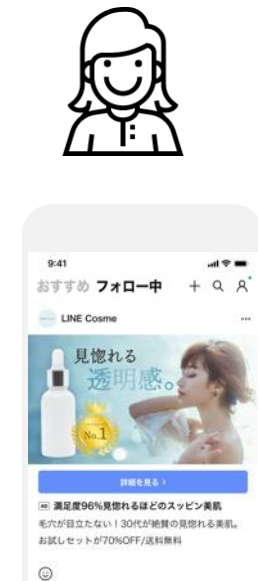 9:41
おすすめ フォロー中
LINE Cosme
見惚れる
透明感。
No.1
詳細を見る >
AD 満足度96%見惚れるほどのスッピン美肌
毛穴が目立たない！30代が絶賛の見惚れる美肌。
お試しセットが70%OFF/送料無料